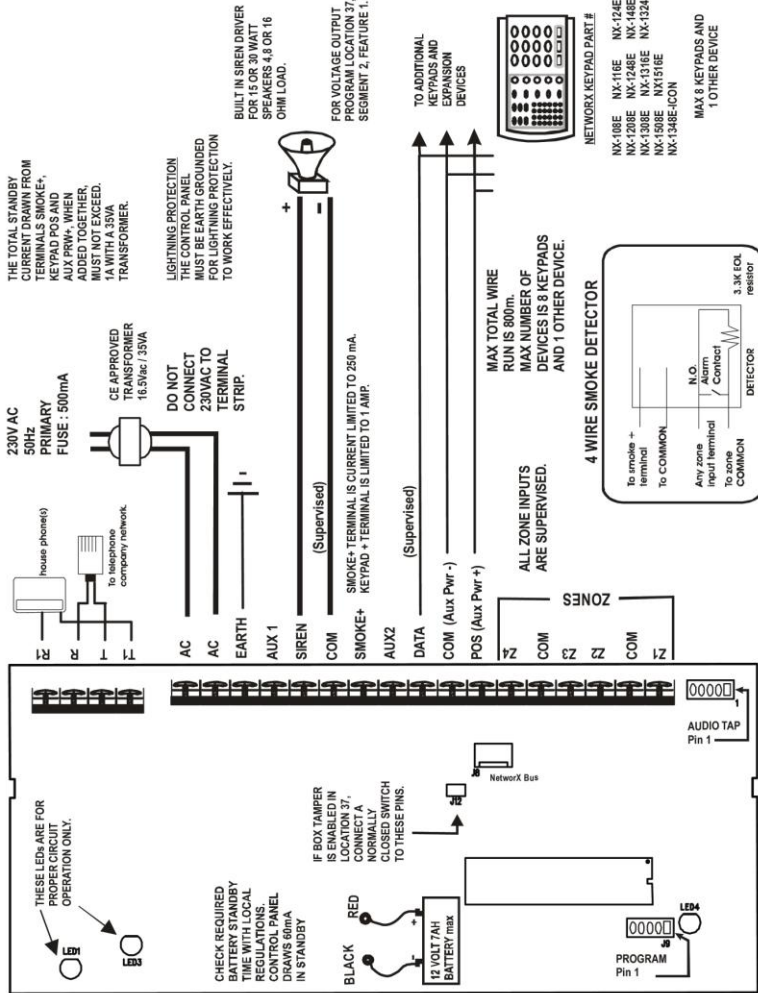 230V AC
50Hz
PRIMARY
FUSE : 500mA
THE TOTAL STANDBY
CURRENT DRAWN FROM
TERMINALS SMOKE+,
KEYPAD POS AND
AUX PRW+, WHEN
ADDED TOGETHER,
MUST NOT EXCEED.
1A WITH A 35VA
TRANSFORMER.
house phone(s)
To telephone
company network.
CE APPROVED
TRANSFORMER
16.5Vac / 35VA
DO NOT
CONNECT
230VAC TO
TERMINAL
STRIP.
LIGHTNING PROTECTION
THE CONTROL PANEL
MUST BE EARTH GROUNDED
FOR LIGHTNING PROTECTION
TO WORK EFFECTIVELY.
BUILT IN SIREN DRIVER
FOR 15 OR 30 WATT
SPEAKERS 4,8 OR 16
OHM LOAD.
FOR VOLTAGE OUTPUT
PROGRAM LOCATION 37,
SEGMENT 2, FEATURE 1.
+
-
R1
R
T
T1
AC
AC
EARTH
AUX 1
SIREN
COM
(Supervised)
SMOKE+
SMOKE+ TERMINAL IS CURRENT LIMITED TO 250 mA.
KEYPAD + TERMINAL IS LIMITED TO 1 AMP.
AUX2
DATA
(Supervised)
COM (Aux Pwr -)
POS (Aux Pwr +)
Z4
COM
Z3
Z2
COM
Z1
ZONES
ALL ZONE INPUTS
ARE SUPERVISED.
MAX TOTAL WIRE
RUN IS 800m.
MAX NUMBER OF
DEVICES IS 8 KEYPADS
AND 1 OTHER DEVICE.
TO ADDITIONAL
KEYPADS AND
EXPANSION
DEVICES
NETWORX KEYPAD PART #
NX-108E NX-116E NX-124E
NX-1208E NX-1248E NX-148E
NX-1308E NX-1316E NX-1324
NX-1508E NX1516E
NX-1348E-ICON
MAX 8 KEYPADS AND
1 OTHER DEVICE
4 WIRE SMOKE DETECTOR
To smoke +
terminal
To COMMON
N.O.
Alarm
Contact
Any zone
input terminal
To zone
COMMON
DETECTOR
3.3K EOL
resistor
THESE LEDs ARE FOR
PROPER CIRCUIT
OPERATION ONLY.
LED1
LED3
CHECK REQUIRED
BATTERY STANDBY
TIME WITH LOCAL
REGULATIONS.
CONTROL PANEL
DRAWS 60mA
IN STANDBY
IF BOX TAMPER
IS ENABLED IN
LOCATION 37,
CONNECT A
NORMALLY
CLOSED SWITCH
TO THESE PINS.
J12
J8
NetworX Bus
BLACK
RED
-
+
12 VOLT 7AH
BATTERY max
AUDIO TAP
Pin 1
1
LED4
J9
PROGRAM
Pin 1